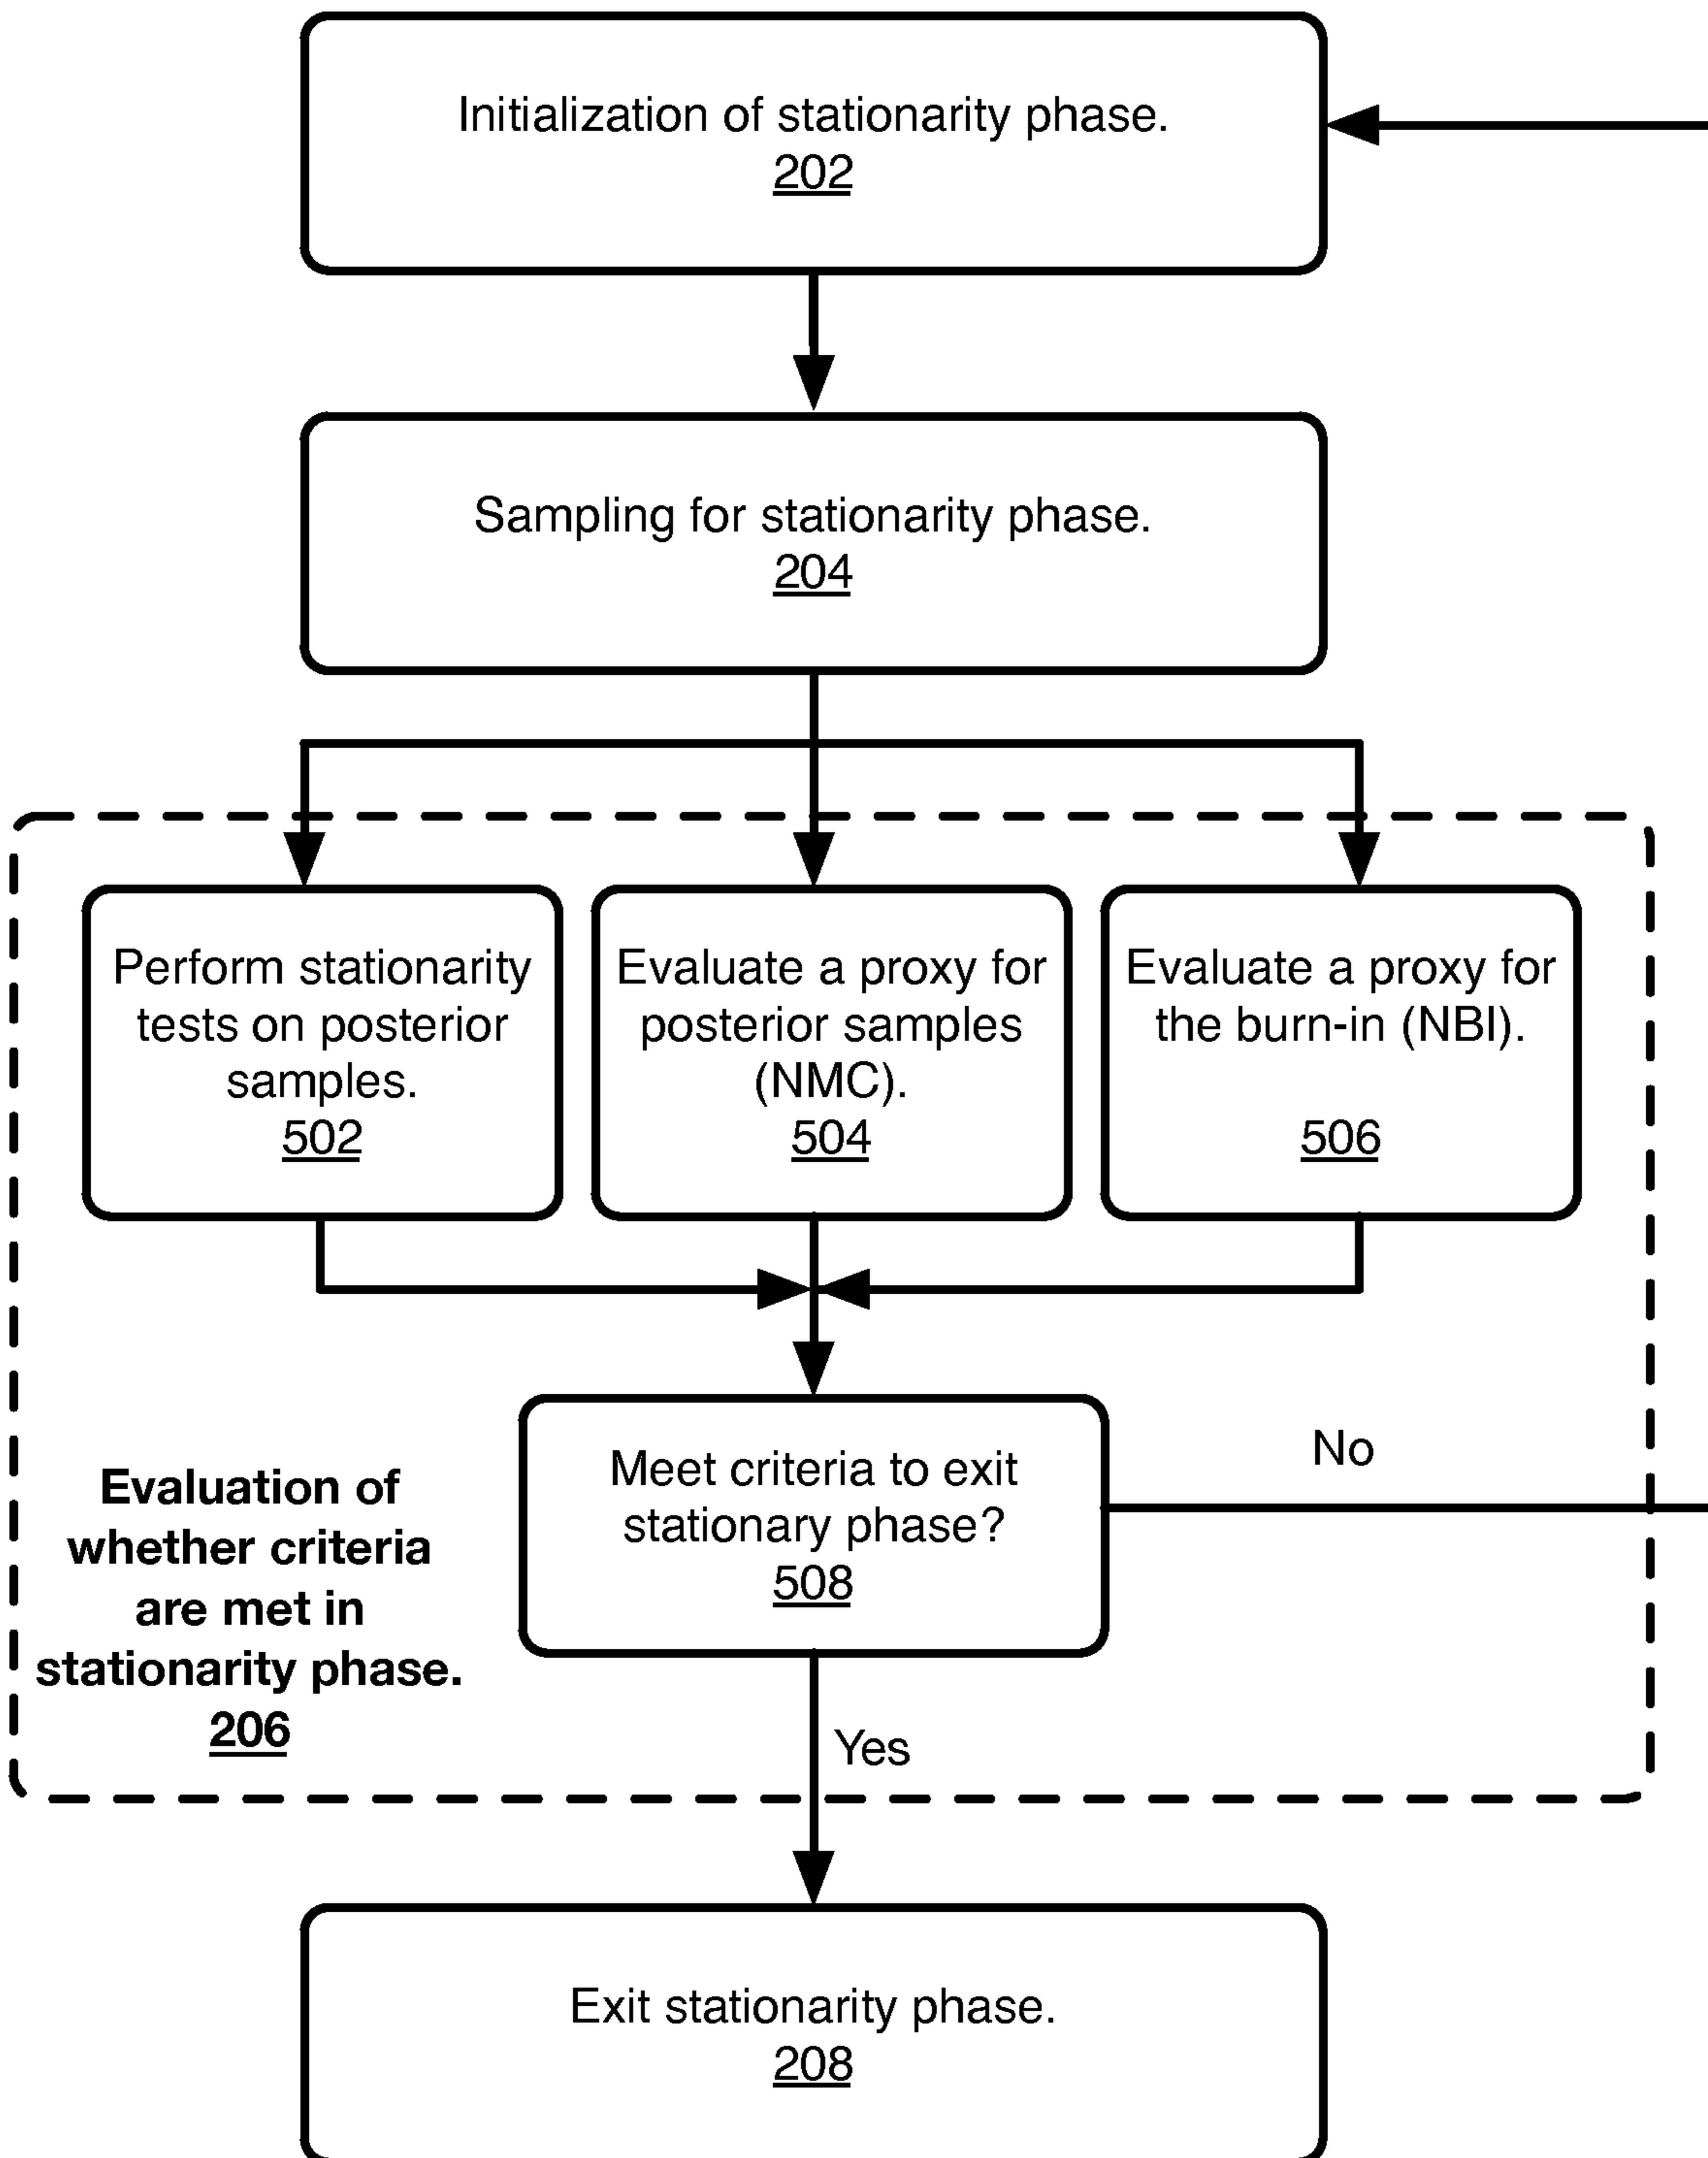 Initialization of stationarity phase.
202
Sampling for stationarity phase.
204
Perform stationarity
tests on posterior
samples.
502
Evaluate a proxy for
posterior samples
(NMC).
504
Evaluate a proxy for
the burn-in (NBI).
506
Meet criteria to exit
stationary phase?
508
No
Evaluation of
whether criteria
are met in
stationarity phase.
206
Yes
Exit stationarity phase.
208